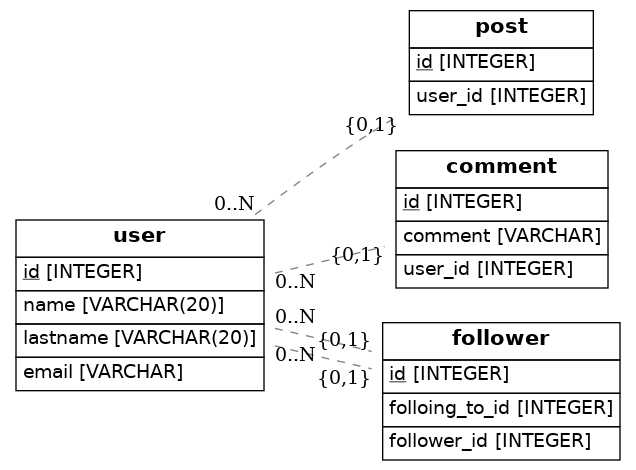 post
id [INTEGER]
user_id [INTEGER]
{0,1}
0..N
comment
id [INTEGER]
comment [VARCHAR]
user_id [INTEGER]
{0,1}
0..N
user
id [INTEGER]
name [VARCHAR(20)]
lastname [VARCHAR(20)]
email [VARCHAR]
0..N
{0,1}
0..N
{0,1}
follower
id [INTEGER]
folloing_to_id [INTEGER]
follower_id [INTEGER]